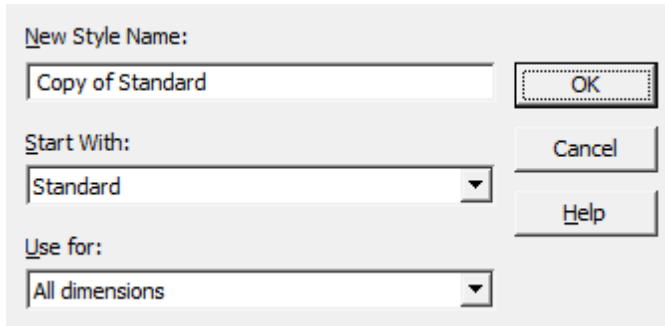 New Style Name:
Copy of Standard
OK
Start With:
Cancel
Standard
Help
Use for:
All dimensions